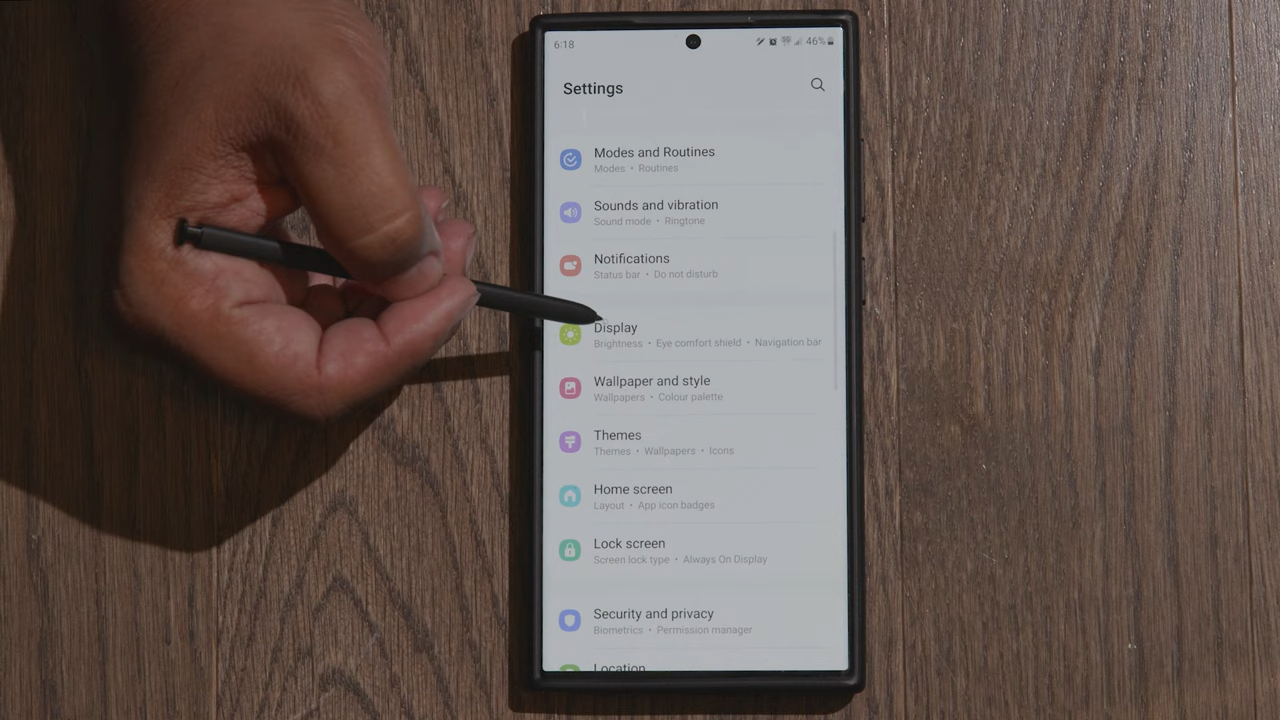 6:18
46%
Settings
Modes and Routines
Modes • Routines
Sounds and vibration
Sound mode • Ringtone
Notifications
Status bar • Do not disturb
Display
Brightness • Eye comfort shield • Navigation bar
Wallpaper and style
Wallpapers • Colour palette
Themes
Themes • Wallpapers • Icons
Home screen
Layout • App icon badges
Lock screen
Screen lock type • Always On Display
Security and privacy
Biometrics • Permission manager
Location